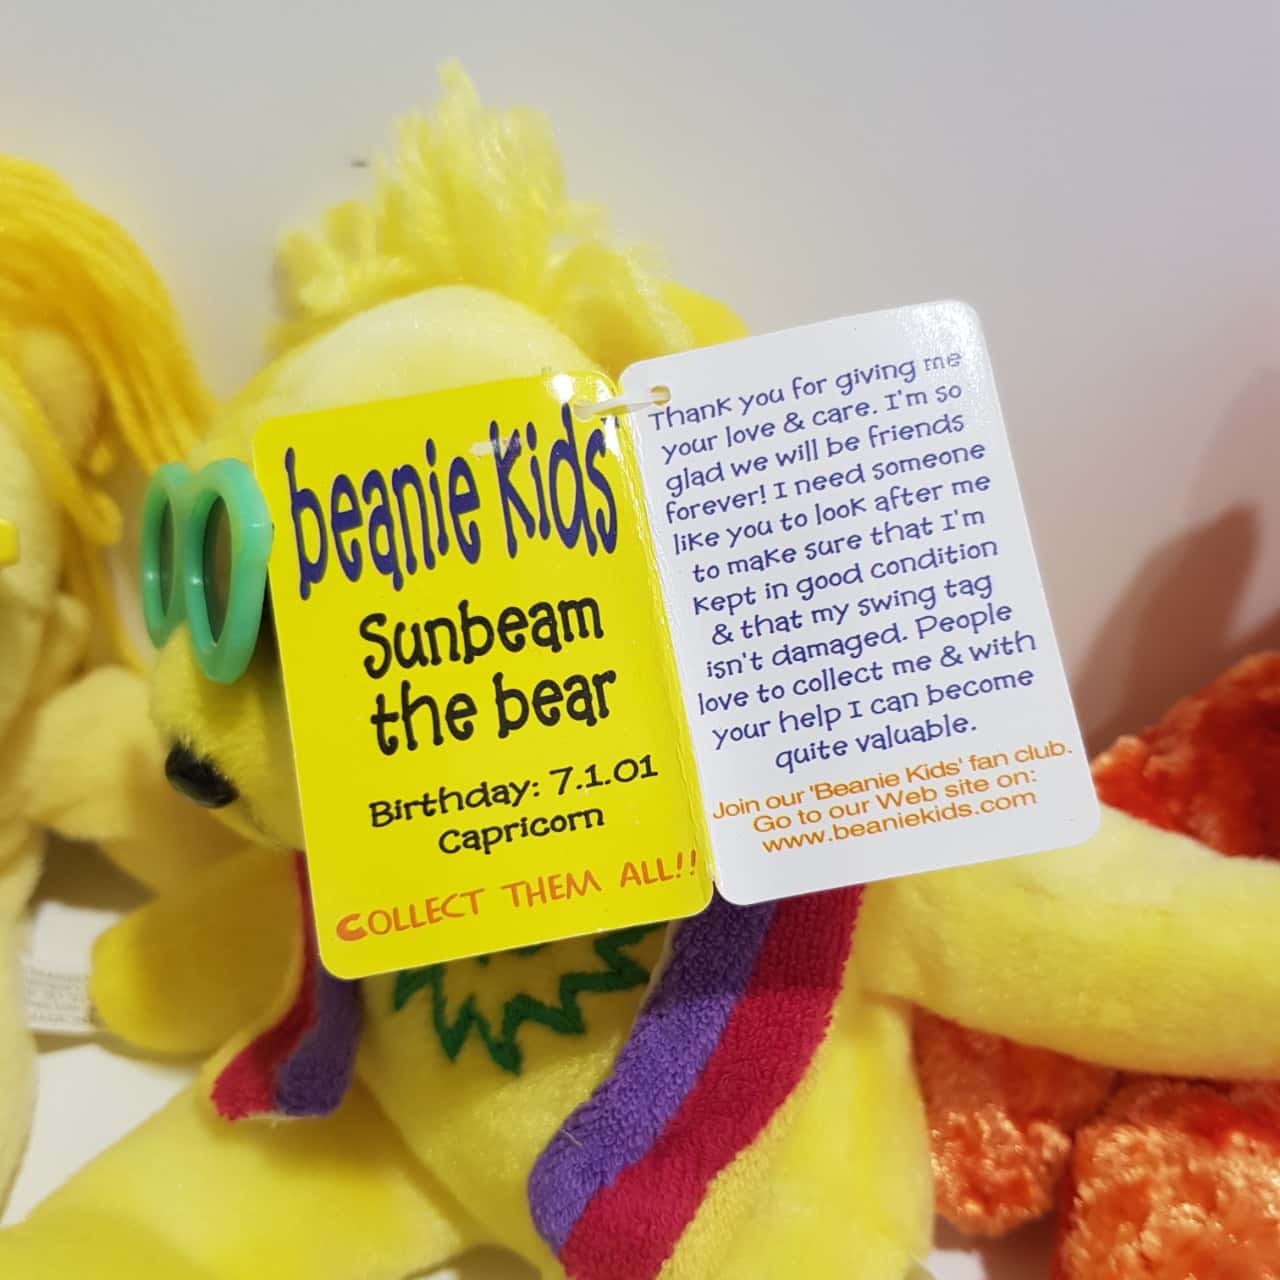 beanie kids
Sunbeam
the bear
Birthday: 7.1.01
Capricorn
COLLECT THEM ALL!!
Thank you for giving me
your love & care. I'm so
glad we will be friends
forever! I need someone
like you to look after me
to make sure that I'm
kept in good condition
& that my swing tag
isn't damaged. People
love to collect me & with
your help I can become
quite valuable.
Join our 'Beanie Kids' fan club.
Go to our Web site on:
www.beaniekids.com